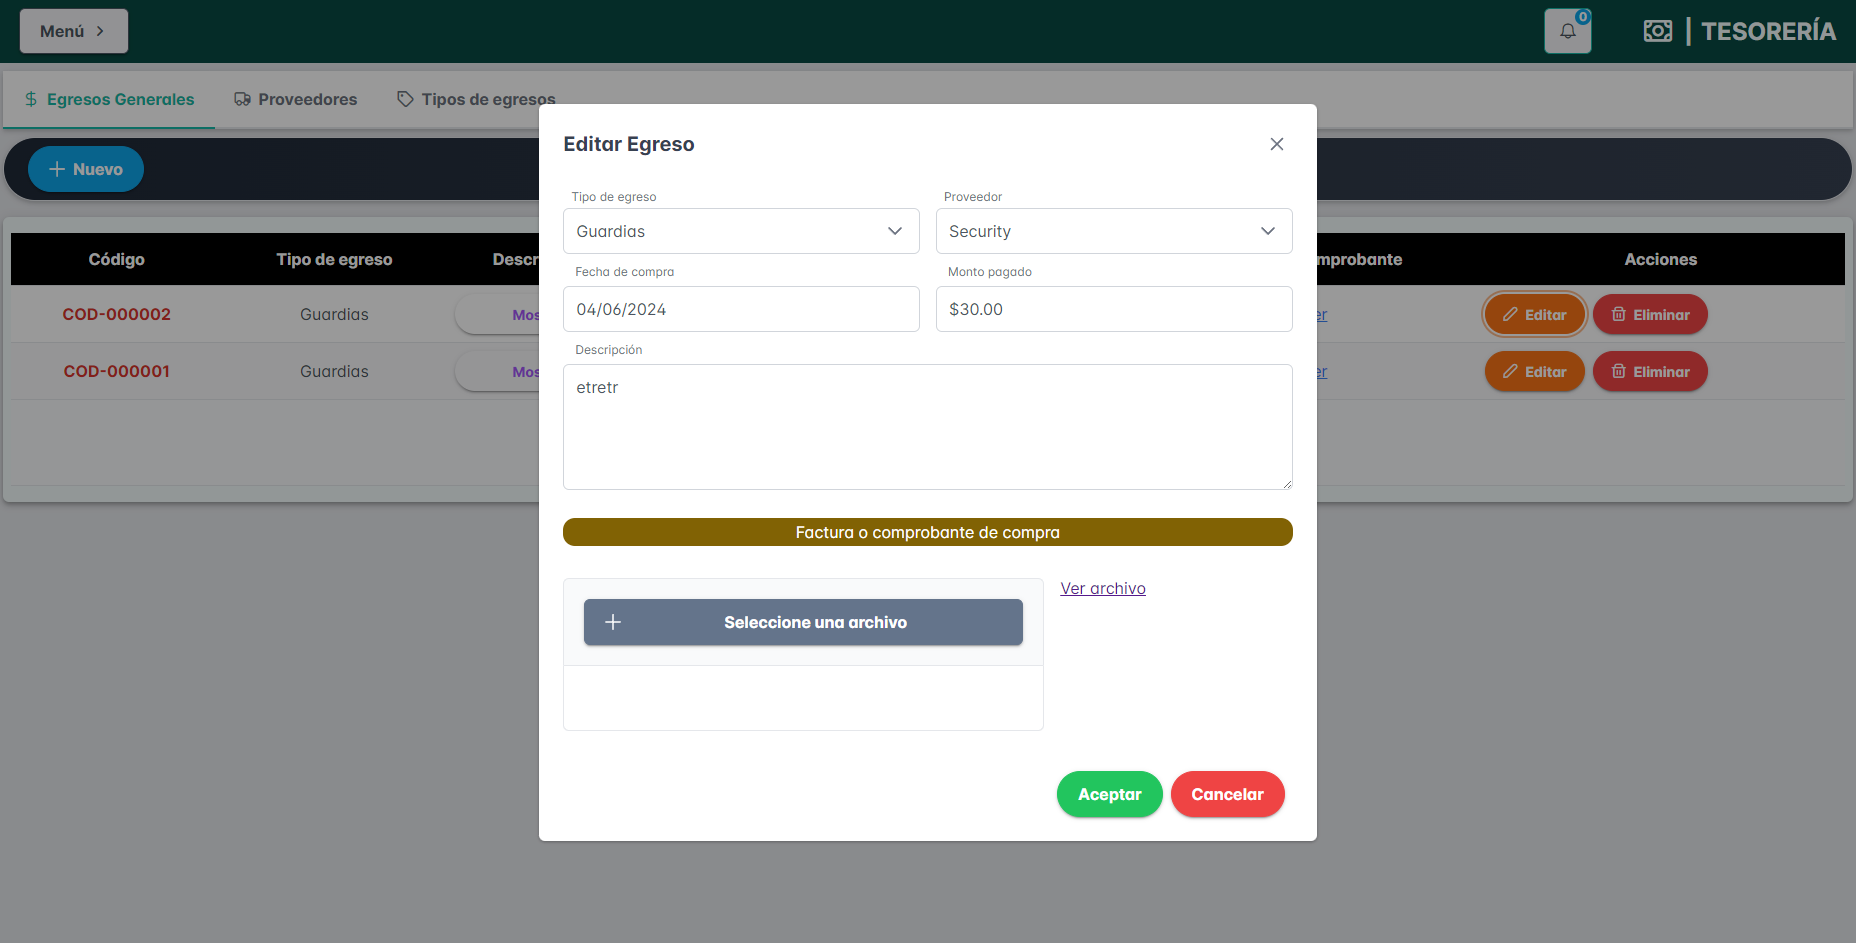 Menú
0
| TESORERÍA
Egresos Generales
Proveedores
Tipos de egresos
Nuevo
Código
Tipo de egreso
Descr
mprobante
Acciones
COD-000002
Guardias
Mos
er
Editar
Eliminar
COD-000001
Guardias
Mos
er
Editar
Eliminar
Editar Egreso
Tipo de egreso
Proveedor
Guardias
Security
Fecha de compra
Monto pagado
04/06/2024
$30.00
Descripción
etretr
Factura o comprobante de compra
Seleccione una archivo
Ver archivo
Aceptar
Cancelar